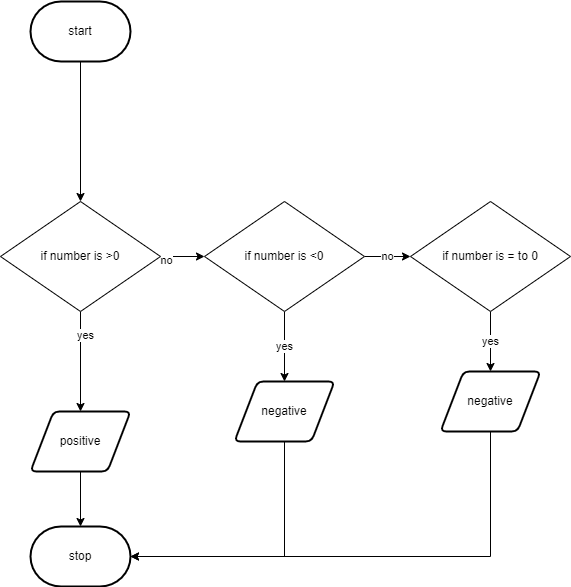 start
if number is >0
no
if number is <0
no
if number is = to 0
yes
yes
yes
positive
negative
negative
stop